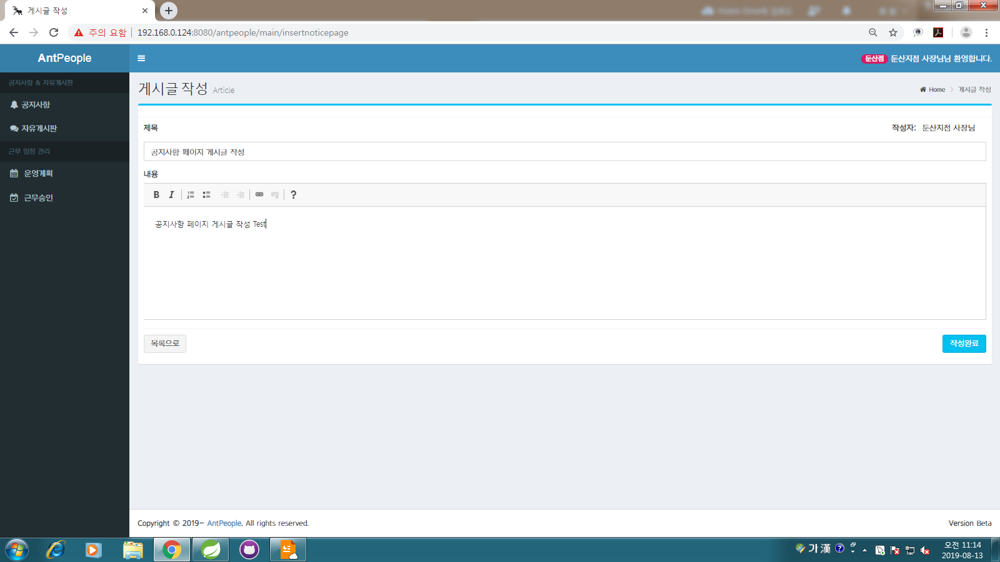 게시글 작성
주의 요함 192.168.0.124:8080/antpeople/main/insertnoticepage
AntPeople
둔산점 둔산지점 사장님님 환영합니다.
공지사항 & 자유게시판
공지사항
자유게시판
근무 일정 관리
운영계획
근무승인
게시글 작성 Article
Home > 게시글 작성
제목
작성자: 둔산지점 사장님
공지사항 페이지 게시글 작성
내용
B I ?
공지사항 페이지 게시글 작성 Test
목록으로
작성완료
Copyright © 2019~ AntPeople. All rights reserved.
Version Beta
가 漢
오전 11:14
2019-08-13